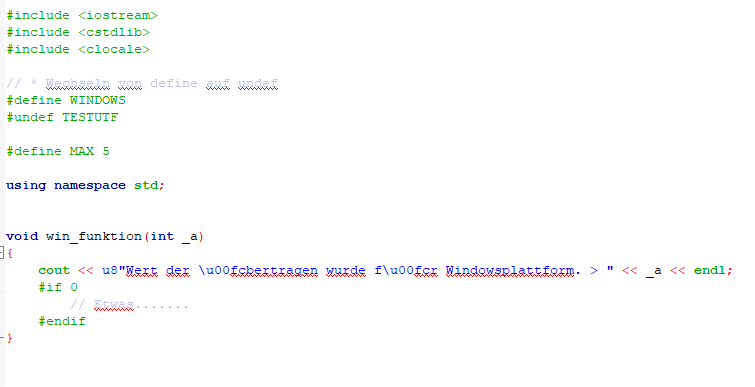 #include <iostream>
#include <cstdlib>
#include <clocale>
// * Wechseln von define auf undef
#define WINDOWS
#undef TESTUTF
#define MAX 5
using namespace std;
void win_funktion(int _a)
{
cout << u8"Wert der \u00fcbertragen wurde f\u00fcr Windowsplattform. > " << _a << endl;
#if 0
// Etwas.......
#endif
}